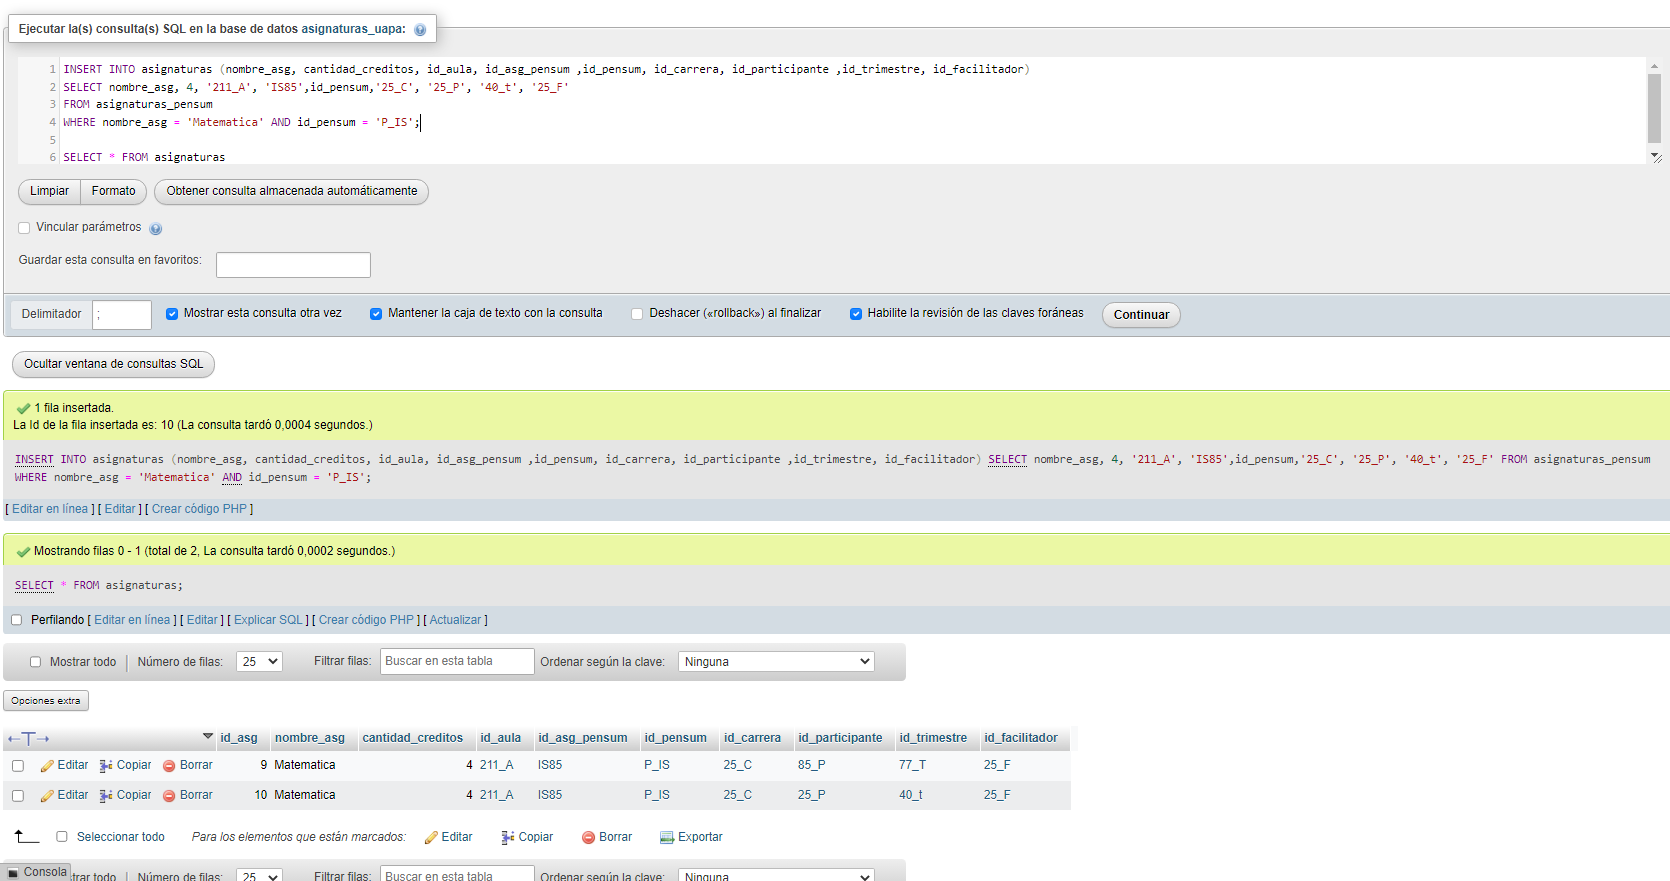 Ejecutar la(s) consulta(s) SQL en la base de datos asignaturas_uapa:
1 INSERT INTO asignaturas (nombre_asg, cantidad_creditos, id_aula, id_asg_pensum ,id_pensum, id_carrera, id_participante ,id_trimestre, id_facilitador)
2 SELECT nombre_asg, 4, '211_A', 'IS85',id_pensum,'25_C', '25_P', '40_t', '25_F'
3 FROM asignaturas_pensum
4 WHERE nombre_asg = 'Matematica' AND id_pensum = 'P_IS';
5
6 SELECT * FROM asignaturas
Limpiar Formato Obtener consulta almacenada automáticamente
Vincular parámetros
Guardar esta consulta en favoritos:
Delimitador ; Mostrar esta consulta otra vez Mantener la caja de texto con la consulta Deshacer («rollback») al finalizar Habilite la revisión de las claves foráneas Continuar
Ocultar ventana de consultas SQL
1 fila insertada.
La Id de la fila insertada es: 10 (La consulta tardó 0,0004 segundos.)
INSERT INTO asignaturas (nombre_asg, cantidad_creditos, id_aula, id_asg_pensum ,id_pensum, id_carrera, id_participante ,id_trimestre, id_facilitador) SELECT nombre_asg, 4, '211_A', 'IS85',id_pensum,'25_C', '25_P', '40_t', '25_F' FROM asignaturas_pensum
WHERE nombre_asg = 'Matematica' AND id_pensum = 'P_IS';
[ Editar en línea ] [ Editar ] [ Crear código PHP ]
Mostrando filas 0 - 1 (total de 2, La consulta tardó 0,0002 segundos.)
SELECT * FROM asignaturas;
Perfilando [ Editar en línea ] [ Editar ] [ Explicar SQL ] [ Crear código PHP ] [ Actualizar ]
Mostrar todo | Número de filas: 25 Filtrar filas: Buscar en esta tabla Ordenar según la clave: Ninguna
Opciones extra
id_asg nombre_asg cantidad_creditos id_aula id_asg_pensum id_pensum id_carrera id_participante id_trimestre id_facilitador
Editar Copiar Borrar 9 Matematica 4 211_A IS85 P_IS 25_C 85_P 77_T 25_F
Editar Copiar Borrar 10 Matematica 4 211_A IS85 P_IS 25_C 25_P 40_t 25_F
Seleccionar todo Para los elementos que están marcados: Editar Copiar Borrar Exportar
Consola trar todo | Número de filas: 25 Filtrar filas: Buscar en esta tabla Ordenar según la clave: Ninguna